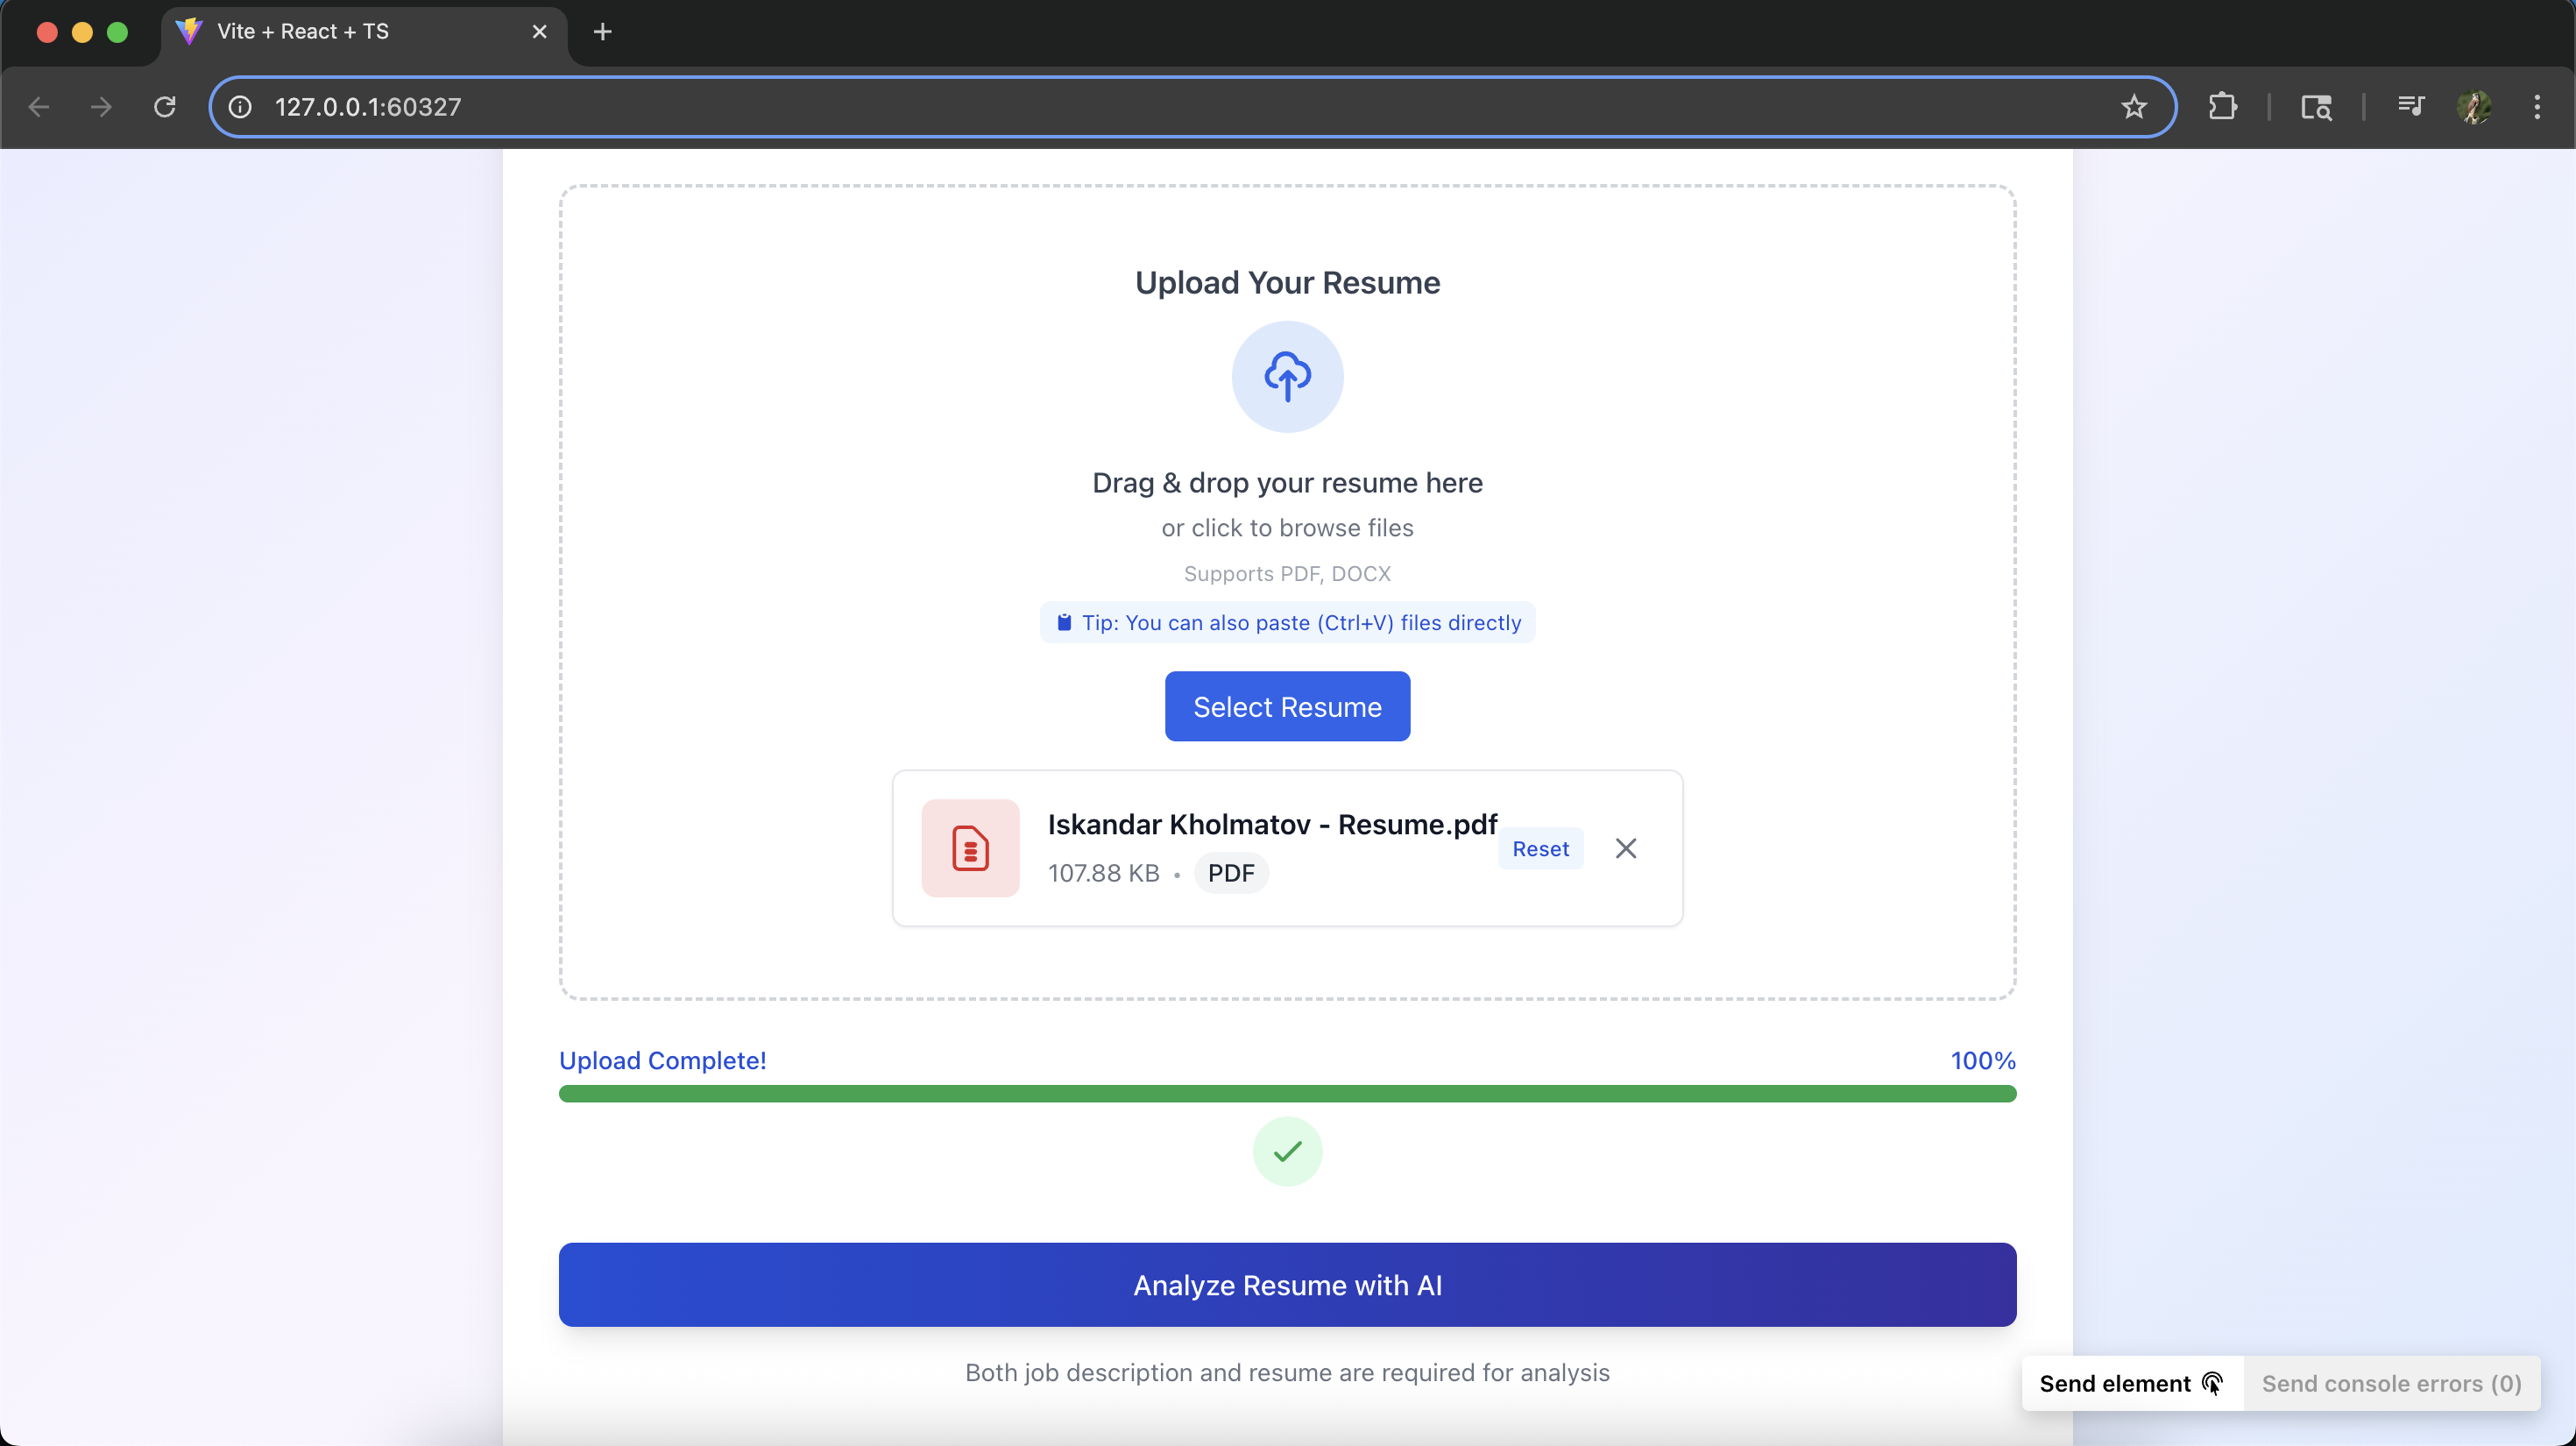 Vite + React + TS
127.0.0.1:60327
Upload Your Resume
Drag & drop your resume here
or click to browse files
Supports PDF, DOCX
Tip: You can also paste (Ctrl+V) files directly
Select Resume
Iskandar Kholmatov - Resume.pdf
107.88 KB • PDF
Reset
Upload Complete! 100%
Analyze Resume with AI
Both job description and resume are required for analysis
Send element Send console errors (0)